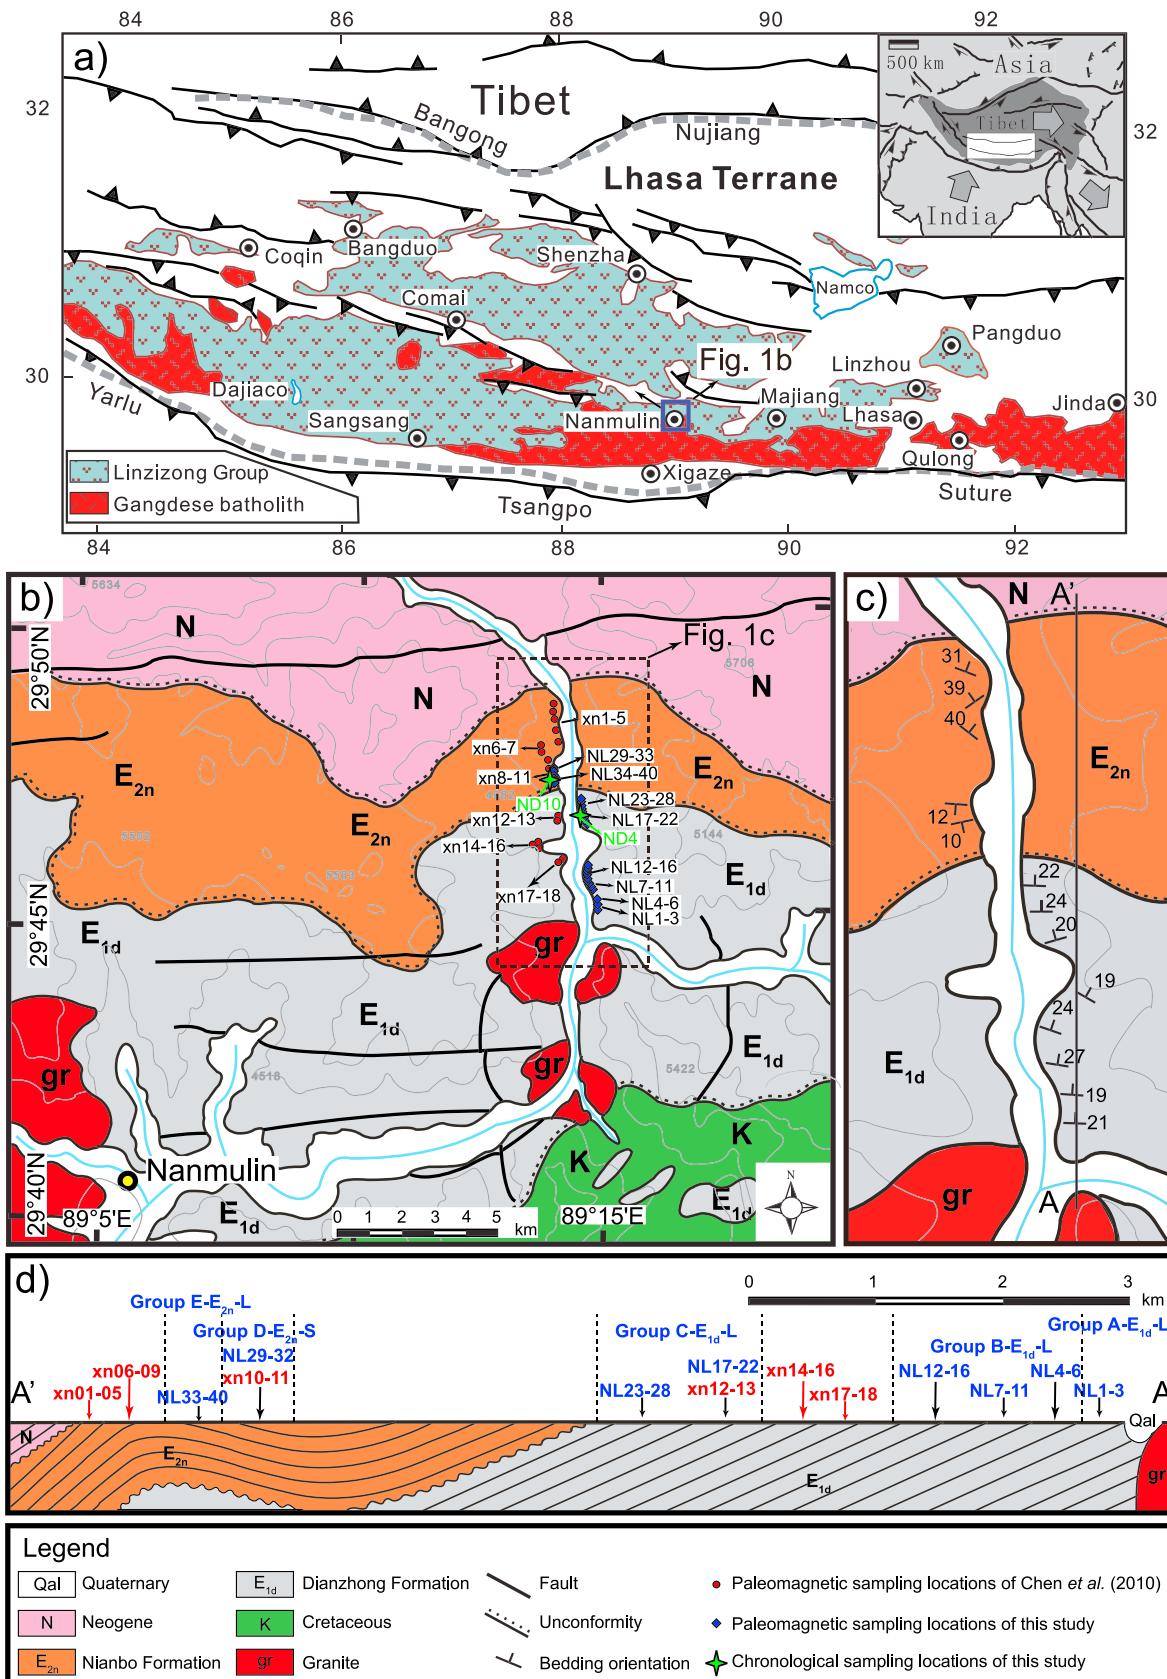 84 86 88 90 92
a)
500 km
Asia
Tibet
India
Tibet
32
32
Bangong
Nujiang
Lhasa Terrane
Coqin
Bangduo
Shenzha
Namco
Comai
Pangduo
Fig. 1b
Linzhou
30
30
Dajiaco
Majiang
Jinda
Yarlu
Sangsang
Nanmulin
Lhasa
Qulong
Xigaze
Linzizong Group
Gangdese batholith
Tsangpo
Suture
84 86 88 90 92
b)
5634
N
Fig. 1c
5706
29°50'N
N
N
xn1-5
xn6-7
NL29-33
E2n
xn8-11
NL34-40
E2n
ND10
NL23-28
xn12-13
NL17-22
E2n
ND4
5144
xn14-16
NL12-16
E1d
xn17-18
NL7-11
NL4-6
NL1-3
29°45'N
E1d
gr
E1d
E1d
gr
gr
4518
5422
K
K
Nanmulin
29°40'N
E1d
E1d
89°5'E
0 1 2 3 4 5
km
89°15'E
N
c)
N
A'
31
39
40
E2n
12
10
22
24
20
19
24
E1d
27
19
21
gr
A
d)
0 1 2 3
km
Group E-E2n-L
Group D-E2n-S
Group C-E1d-L
Group B-E1d-L
Group A-E1d-L
xn06-09
NL29-32
NL17-22
xn14-16
NL12-16
NL4-6
A'
xn01-05
NL33-40
xn10-11
NL23-28
xn12-13
xn17-18
NL7-11
NL1-3
A
Qal
N
E2n
E1d
gr
Legend
Qal Quaternary
E1d Dianzhong Formation
Fault
Paleomagnetic sampling locations of Chen et al. (2010)
N Neogene
K Cretaceous
Unconformity
Paleomagnetic sampling locations of this study
E2n Nianbo Formation
gr Granite
Bedding orientation
Chronological sampling locations of this study